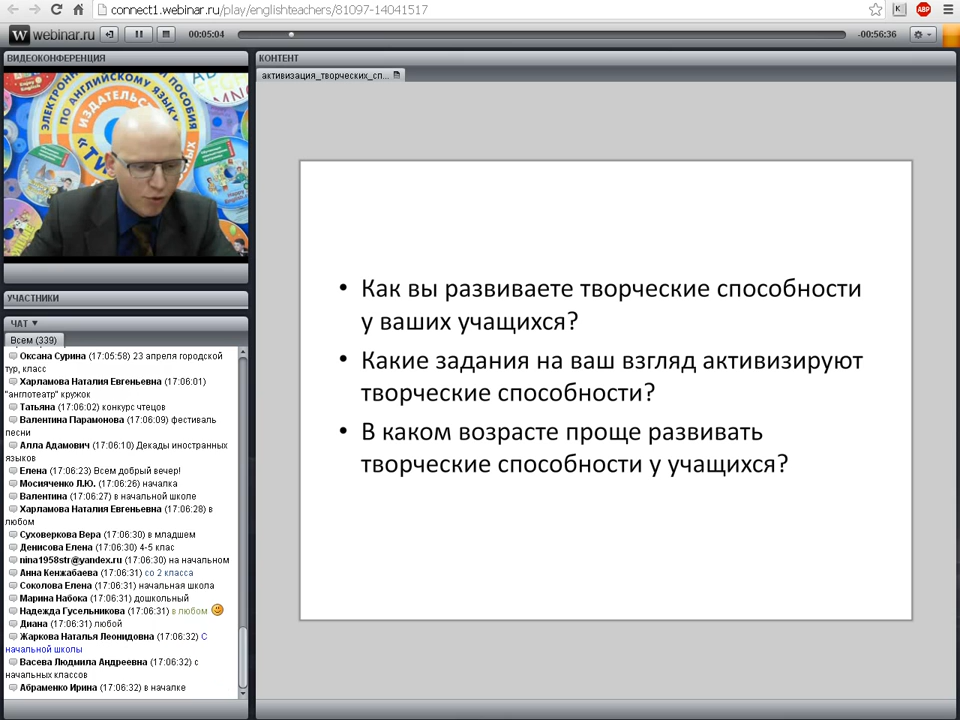 connect1.webinar.ru/play/englishteachers/81097-14041517
webinar.ru
00:05:04
-00:56:36
ВИДЕОКОНФЕРЕНЦИЯ
КОНТЕНТ
активизация_творческих_сп...
ЭЛЕКТРОННЫЕ
ПОСОБИЯ
ПО АНГЛИЙСКОМУ ЯЗЫКУ
ИЗДАТЕЛЬСТВО
УЧАСТНИКИ
ЧАТ
Всем (339)
Оксана Сурина (17:05:58) 23 апреля городской
тур, класс
Харламова Наталия Евгеньевна (17:06:01)
"англотеатр" кружок
Татьяна (17:06:02) конкурс чтецов
Валентина Парамонова (17:06:09) фестиваль
песни
Алла Адамович (17:06:10) Декады иностранных
языков
Елена (17:06:23) Всем добрый вечер!
Мосияченко Л.Ю. (17:06:26) началка
Валентина (17:06:27) в начальной школе
Харламова Наталия Евгеньевна (17:06:28) в
любом
Суховеркова Вера (17:06:30) в младшем
Денисова Елена (17:06:30) 4-5 клас
nina1958str@yandex.ru (17:06:30) на начальном
Анна Кенжабаева (17:06:31) со 2 класса
Соколова Елена (17:06:31) начальная школа
Марина Набока (17:06:31) дошкольный
Надежда Гусельникова (17:06:31) в любом
Диана (17:06:31) любой
Жаркова Наталья Леонидовна (17:06:32) С
начальной школы
Васева Людмила Андреевна (17:06:32) с
начальных классов
Абраменко Ирина (17:06:32) в началке
• Как вы развиваете творческие способности
у ваших учащихся?
• Какие задания на ваш взгляд активизируют
творческие способности?
• В каком возрасте проще развивать
творческие способности у учащихся?